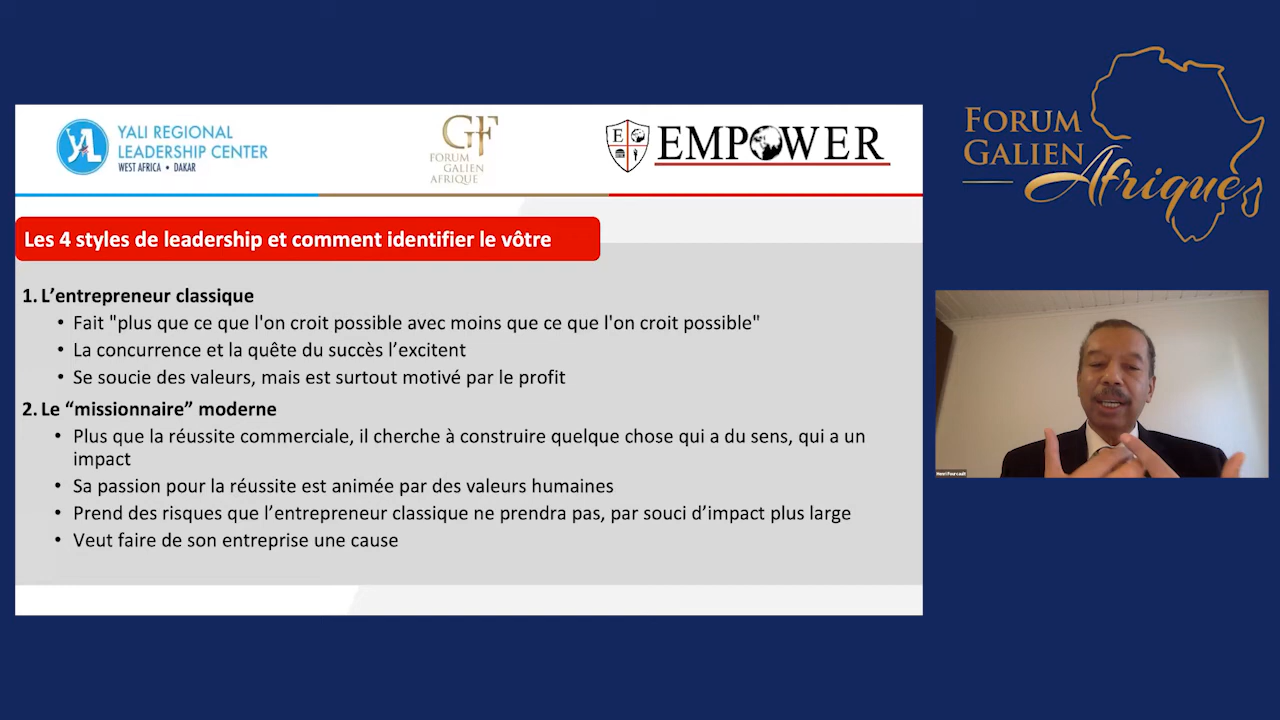 YALI REGIONAL
LEADERSHIP CENTER
WEST AFRICA • DAKAR
GF
FORUM
GALIEN
AFRIQUE
E
EMPOWER
FORUM
GALIEN
Afrique
Les 4 styles de leadership et comment identifier le vôtre
1. L’entrepreneur classique
• Fait "plus que ce que l'on croit possible avec moins que ce que l'on croit possible"
• La concurrence et la quête du succès l’excitent
• Se soucie des valeurs, mais est surtout motivé par le profit
2. Le “missionnaire” moderne
• Plus que la réussite commerciale, il cherche à construire quelque chose qui a du sens, qui a un
impact
• Sa passion pour la réussite est animée par des valeurs humaines
• Prend des risques que l’entrepreneur classique ne prendra pas, par souci d’impact plus large
• Veut faire de son entreprise une cause